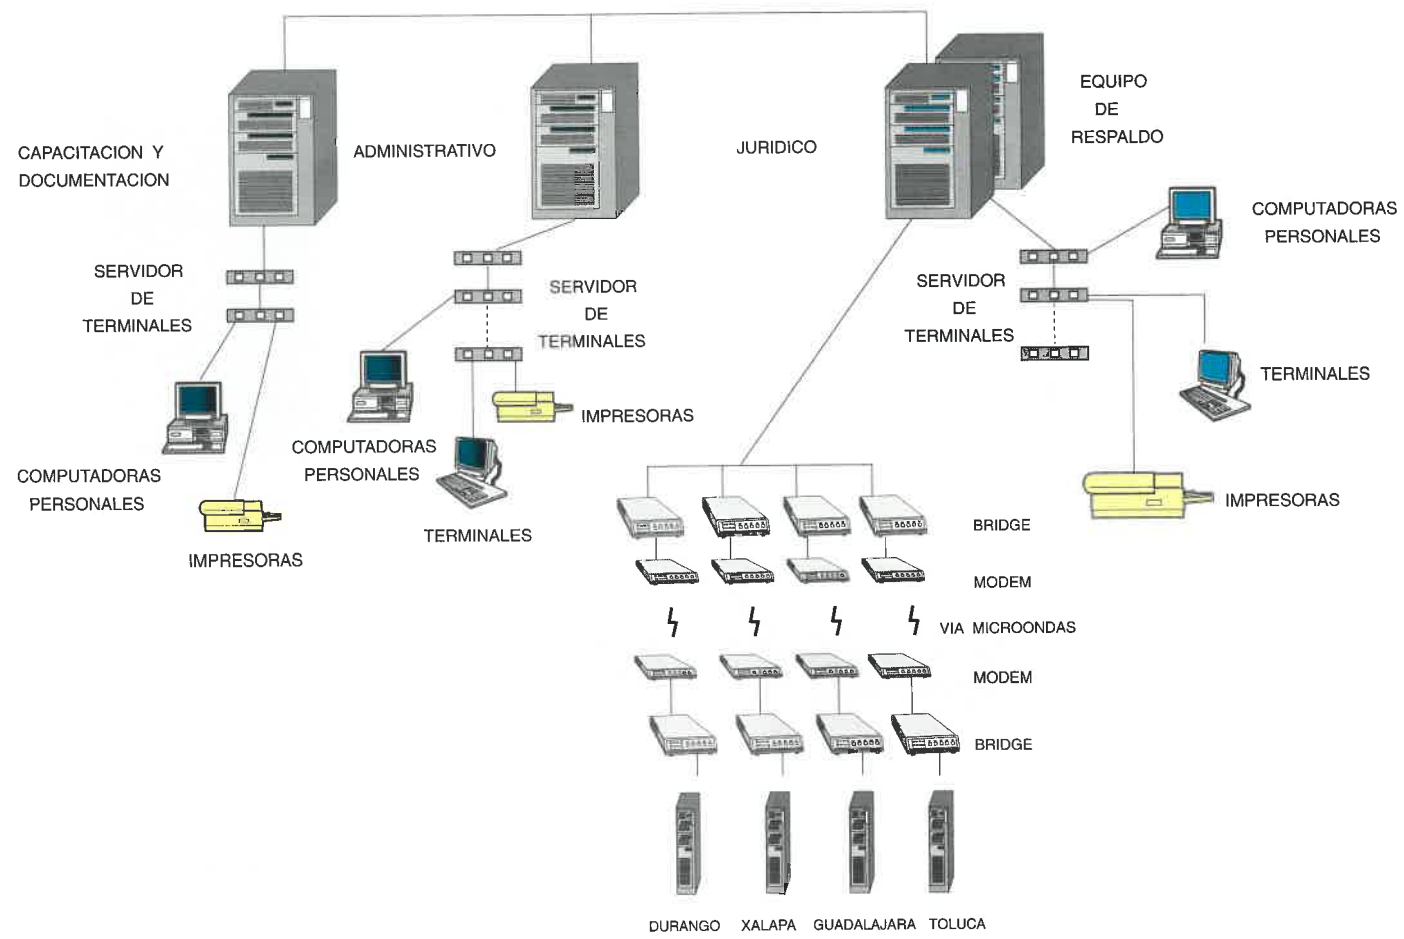 CAPACITACION Y
DOCUMENTACION
ADMINISTRATIVO
JURIDICO
EQUIPO
DE
RESPALDO
SERVIDOR
DE
TERMINALES
COMPUTADORAS
PERSONALES
IMPRESORAS
SERVIDOR
DE
TERMINALES
COMPUTADORAS
PERSONALES
IMPRESORAS
TERMINALES
SERVIDOR
DE
TERMINALES
COMPUTADORAS
PERSONALES
TERMINALES
IMPRESORAS
BRIDGE
MODEM
VIA MICROONDAS
MODEM
BRIDGE
DURANGO XALAPA GUADALAJARA TOLUCA